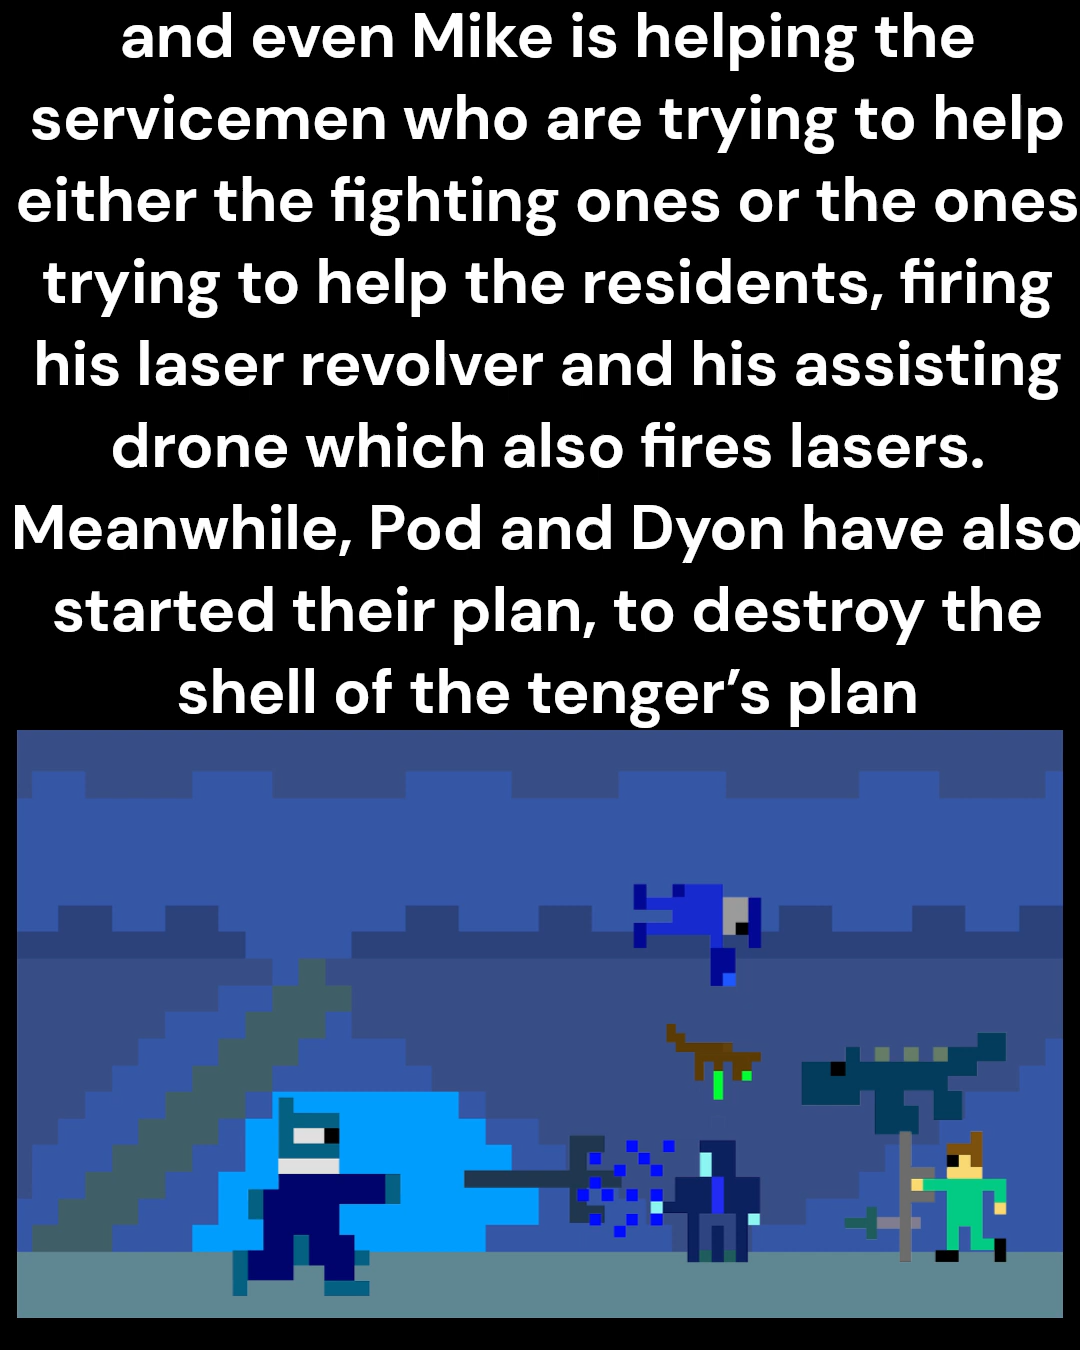 and even Mike is helping the
servicemen who are trying to help
either the fighting ones or the ones
trying to help the residents, firing
his laser revolver and his assisting
drone which also fires lasers.
Meanwhile, Pod and Dyon have also
started their plan, to destroy the
shell of the tenger’s plan